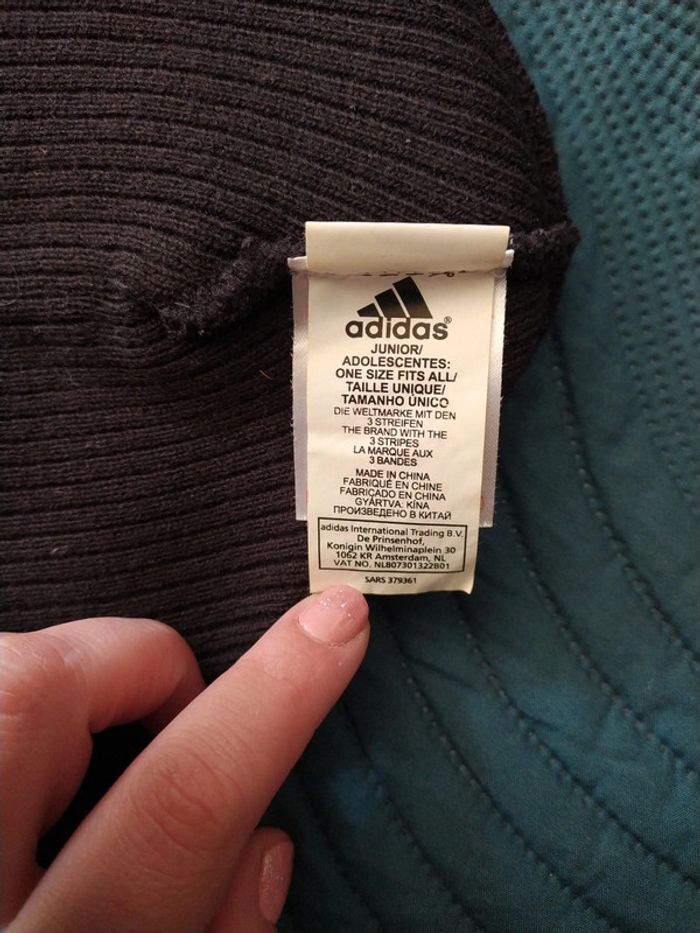 adidas®
JUNIOR/
ADOLESCENTES:
ONE SIZE FITS ALL/
TAILLE UNIQUE/
TAMANHO ÚNICO
DIE WELTMARKE MIT DEN
3 STREIFEN
THE BRAND WITH THE
3 STRIPES
LA MARQUE AUX
3 BANDES
MADE IN CHINA
FABRIQUÉ EN CHINE
FABRICADO EN CHINA
GYÁRTVA: KÍNA
ПРОИЗВЕДЕНО В КИТАЙ
adidas International Trading B.V.
De Prinsenhof,
Konigin Wilhelminaplein 30
1062 KR Amsterdam, NL
VAT NO. NL807301322B01
SARS 379361